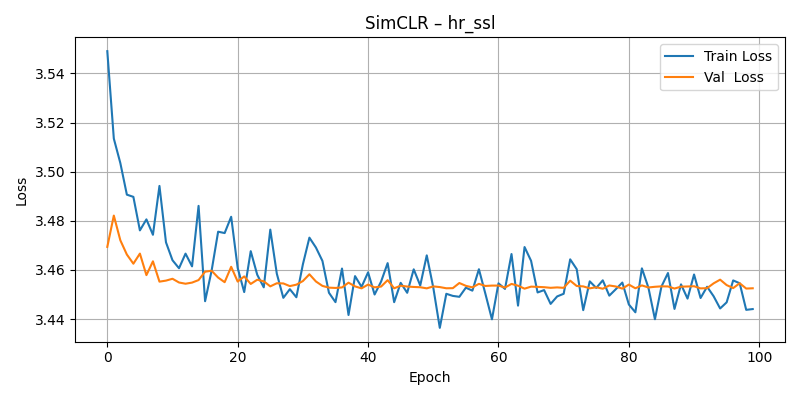 SimCLR – hr_ssl
Train Loss
Val  Loss
Loss
3.54
3.52
3.50
3.48
3.46
3.44
0 20 40 60 80 100
Epoch